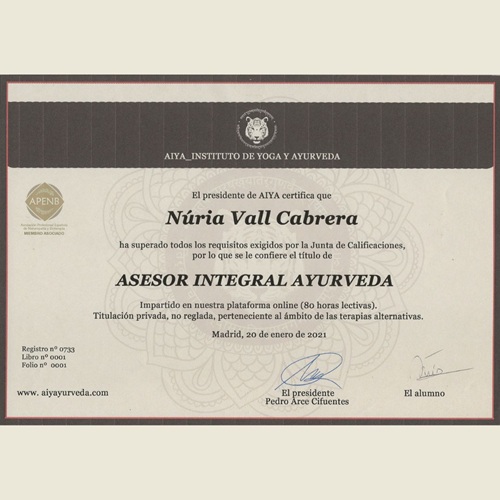 AIYA_INSTITUTO DE YOGA Y AYURVEDA
APENB
El presidente de AIYA certifica que
Núria Vall Cabrera
ha superado todos los requisitos exigidos por la Junta de Calificaciones,
por lo que se le confiere el título de
ASESOR INTEGRAL AYURVEDA
Impartido en nuestra plataforma online (80 horas lectivas).
Titulación privada, no reglada, perteneciente al ámbito de las terapias alternativas.
Madrid, 20 de enero de 2021
Registro nº 0733
Libro nº 0001
Folio nº 0001
www. aiyayurveda.com
El presidente
Pedro Arce Cifuentes
El alumno